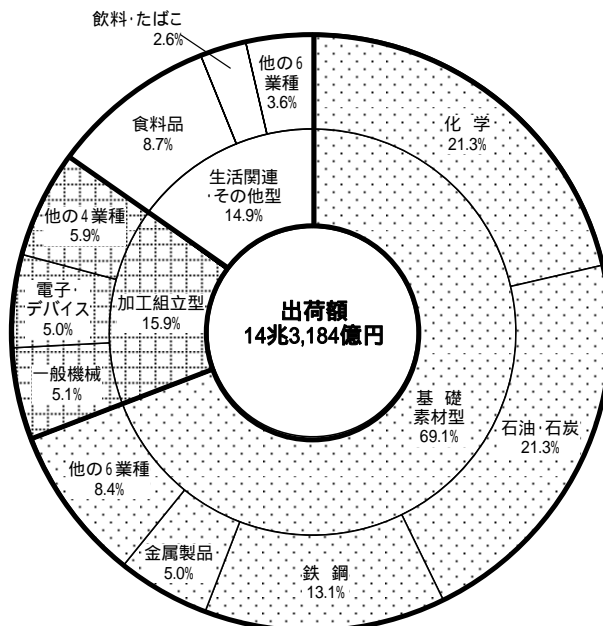 飲料・たばこ
2.6%
他の6
業種
3.6%
化 学
21.3%
食料品
8.7%
生活関連
・その他型
14.9%
他の4業種
5.9%
電子・
デバイス
5.0%
加工組立型
15.9%
一般機械
5.1%
出荷額
14兆3,184億円
基 礎
素材型
69.1%
石油・石炭
21.3%
他の6業種
8.4%
金属製品
5.0%
鉄 鋼
13.1%